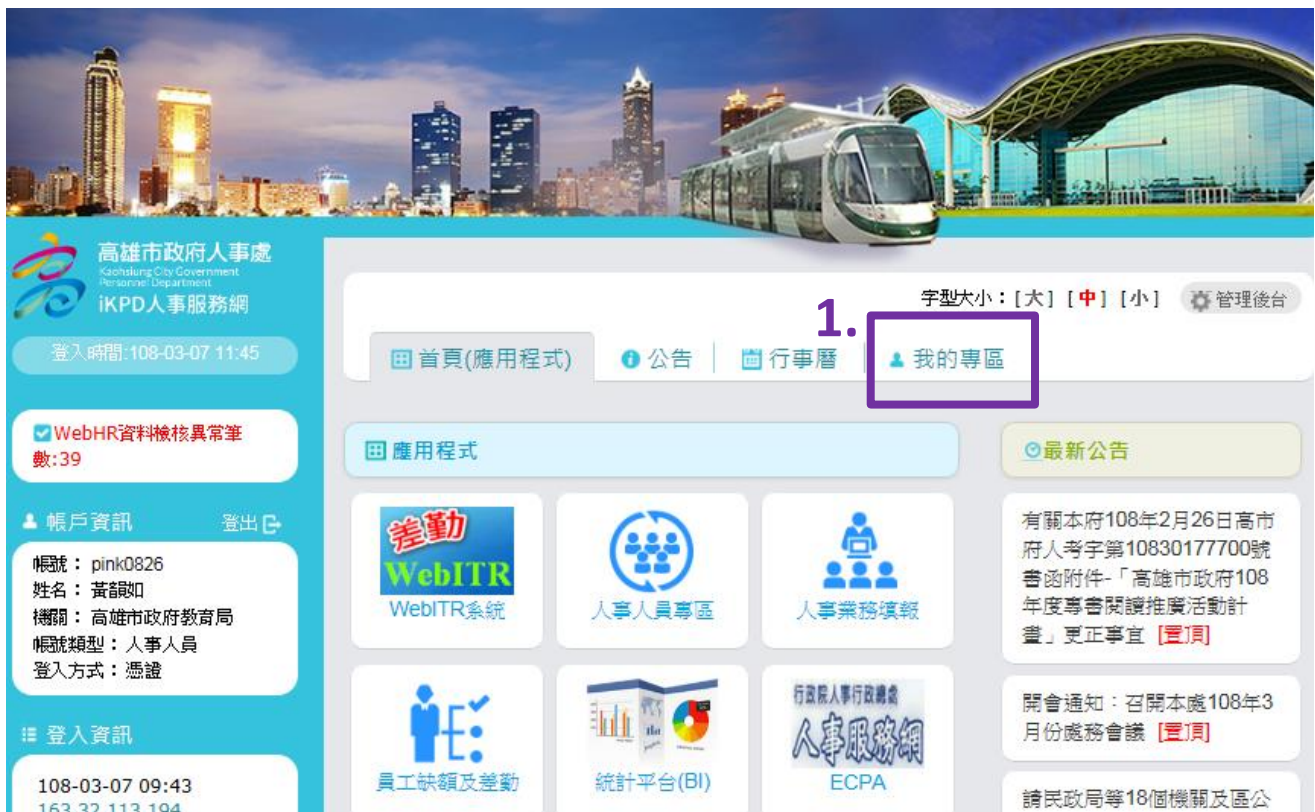 高雄市政府人事處
Kaohsiung City Government
Personnel Department
iKPD人事服務網
登入時間:108-03-07 11:45
WebHR資料檢核異常筆
數:39
帳戶資訊
登出
帳號： pink0826
姓名： 黃韻如
機關： 高雄市政府教育局
帳號類型：人事人員
登入方式：憑證
登入資訊
108-03-07 09:43
163.32.113.194
字型大小：[大] [中] [小]
管理後台
1.
首頁(應用程式)
公告
行事曆
我的專區
應用程式
差勤
WebITR
WebITR系統
人事人員專區
人事業務填報
員工缺額及差勤
統計平台(BI)
行政院人事行政總處
人事服務網
ECPA
最新公告
有關本府108年2月26日高市
府人考字第10830177700號
書函附件-「高雄市政府108
年度專書閱讀推廣活動計
畫」更正事宜 [置頂]
開會通知：召開本處108年3
月份處務會議 [置頂]
請民政局等18個機關及區公